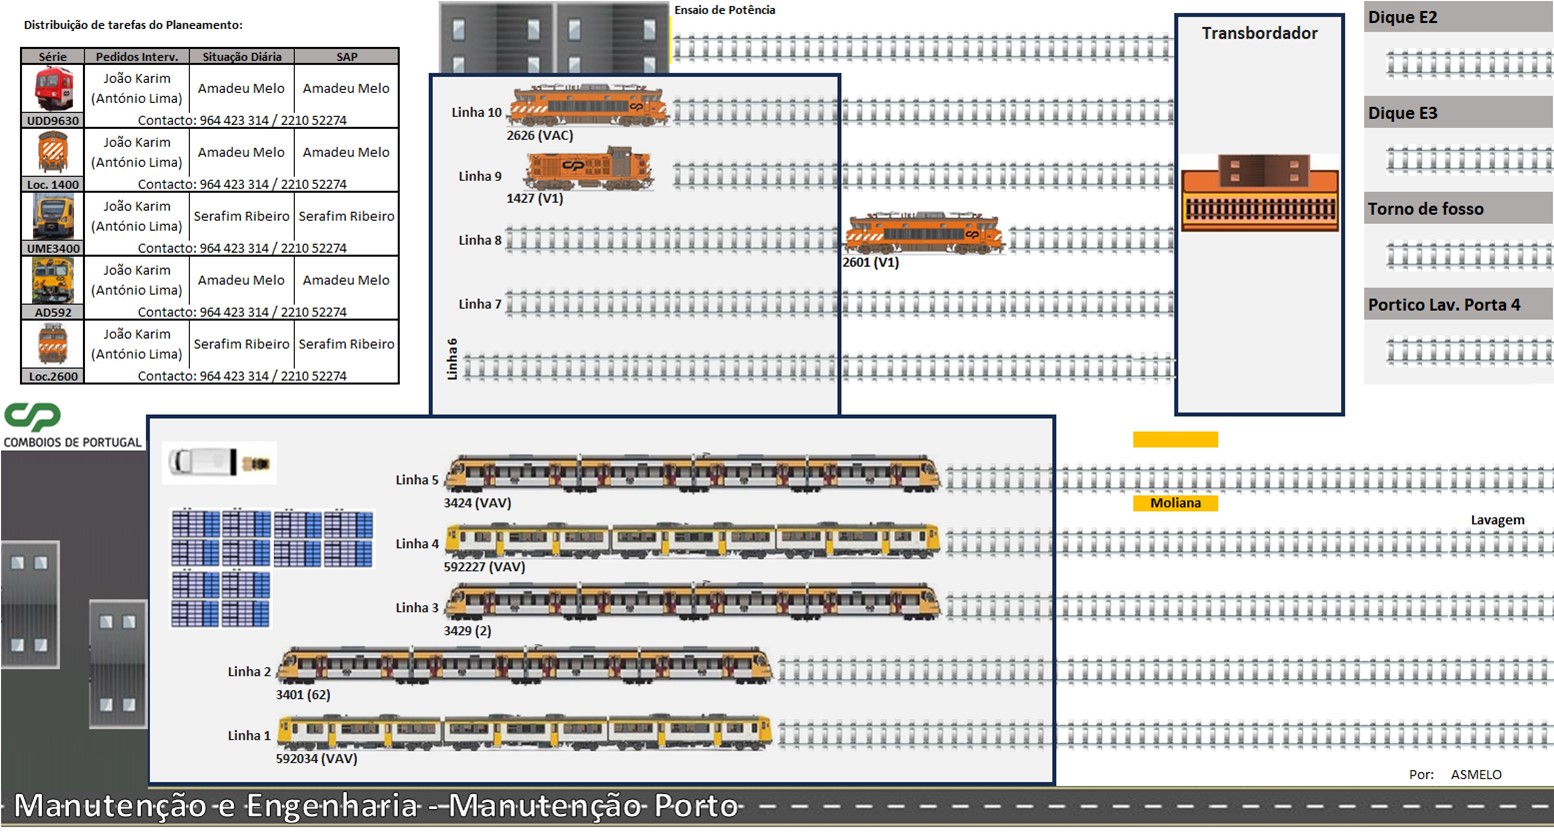 Distribuição de tarefas do Planeamento:
Série Pedidos Interv. Situação Diária SAP
João Karim
(António Lima) Amadeu Melo Amadeu Melo
UDD9630 Contacto: 964 423 314 / 2210 52274
João Karim
(António Lima) Amadeu Melo Amadeu Melo
Loc. 1400 Contacto: 964 423 314 / 2210 52274
João Karim
(António Lima) Serafim Ribeiro Serafim Ribeiro
UME3400 Contacto: 964 423 314 / 2210 52274
João Karim
(António Lima) Amadeu Melo Amadeu Melo
AD592 Contacto: 964 423 314 / 2210 52274
João Karim
(António Lima) Serafim Ribeiro Serafim Ribeiro
Loc.2600 Contacto: 964 423 314 / 2210 52274
CP
COMBOIOS DE PORTUGAL
Ensaio de Potência
Linha 10
2626 (VAC)
Linha 9
1427 (V1)
Linha 8
2601 (V1)
Linha 7
Linha 6
Transbordador
Dique E2
Dique E3
Torno de fosso
Portico Lav. Porta 4
Linha 5
3424 (VAV)
Linha 4
592227 (VAV)
Linha 3
3429 (2)
Linha 2
3401 (62)
Linha 1
592034 (VAV)
Moliana
Lavagem
Por: ASMELO
Manutenção e Engenharia - Manutenção Porto